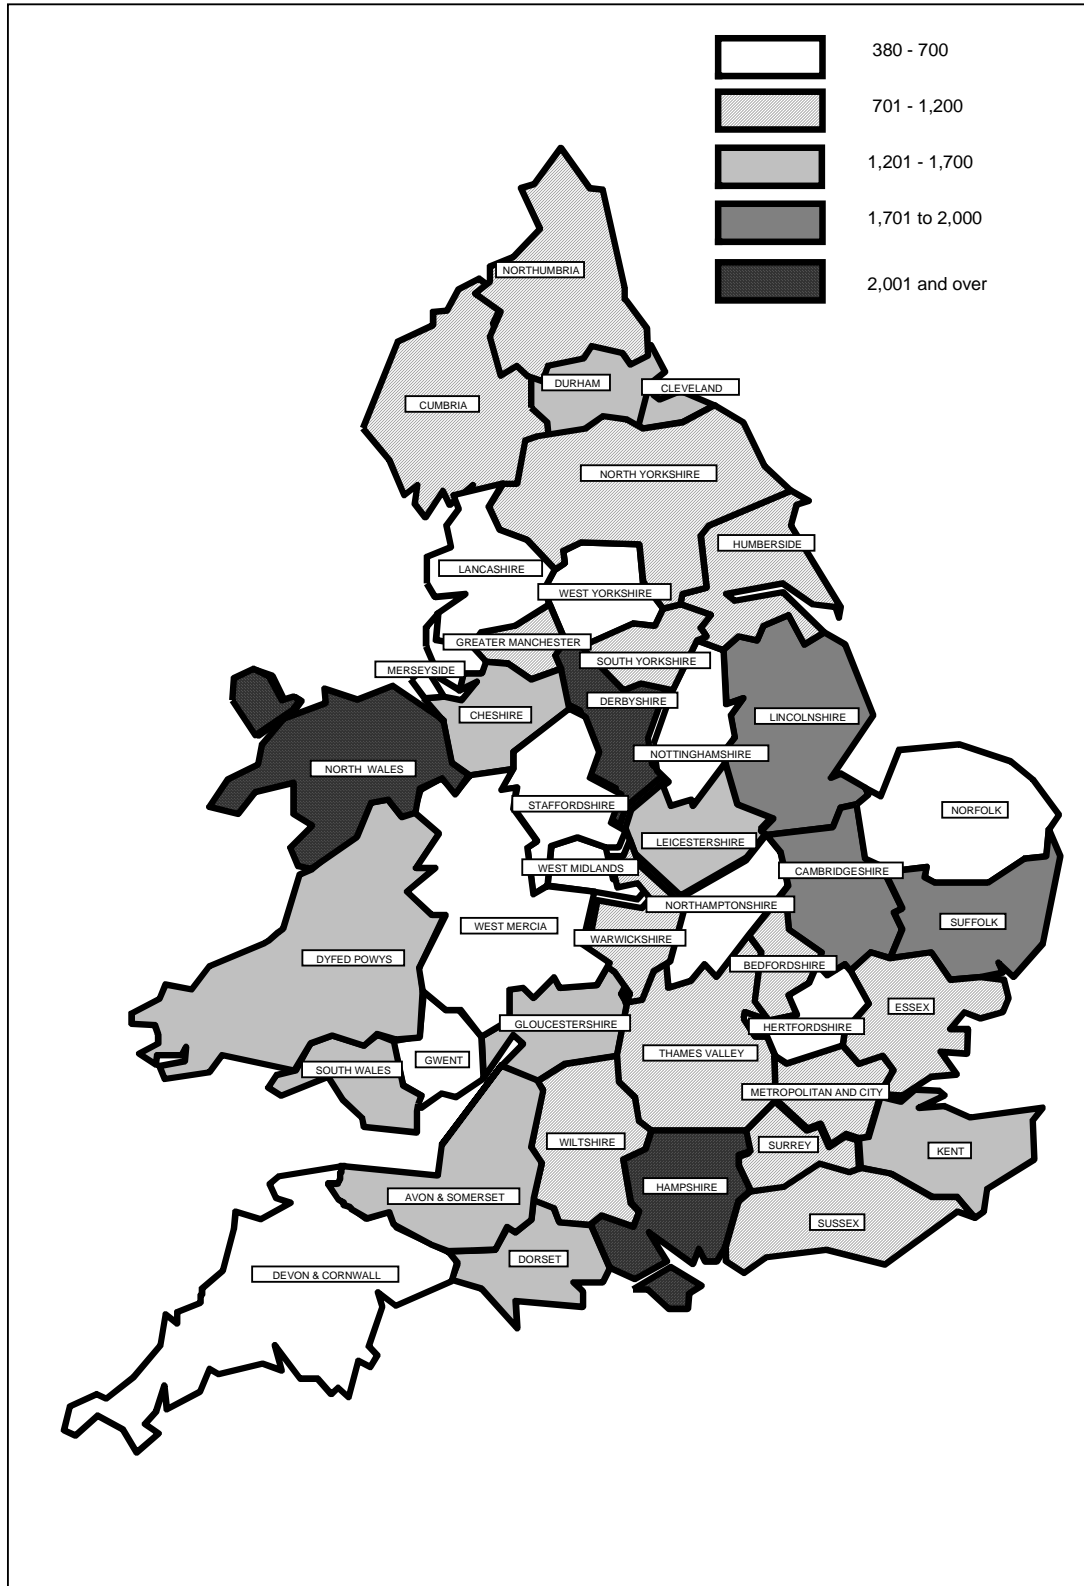 380 - 700
701 - 1,200
1,201 - 1,700
1,701 to 2,000
2,001 and over
NORTHUMBRIA
DURHAM
CLEVELAND
CUMBRIA
NORTH YORKSHIRE
HUMBERSIDE
LANCASHIRE
WEST YORKSHIRE
GREATER MANCHESTER
SOUTH YORKSHIRE
MERSEYSIDE
DERBYSHIRE
CHESHIRE
LINCOLNSHIRE
NOTTINGHAMSHIRE
NORTH WALES
STAFFORDSHIRE
NORFOLK
LEICESTERSHIRE
WEST MIDLANDS
CAMBRIDGESHIRE
NORTHAMPTONSHIRE
WEST MERCIA
SUFFOLK
WARWICKSHIRE
DYFED POWYS
BEDFORDSHIRE
ESSEX
GLOUCESTERSHIRE
HERTFORDSHIRE
THAMES VALLEY
GWENT
SOUTH WALES
METROPOLITAN AND CITY
WILTSHIRE
SURREY
KENT
HAMPSHIRE
AVON & SOMERSET
SUSSEX
DORSET
DEVON & CORNWALL